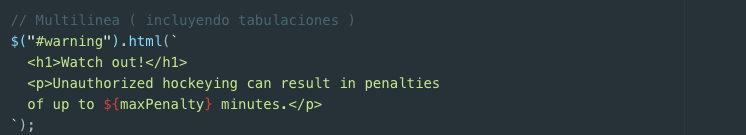 // Multilinea ( incluyendo tabulaciones )
$("#warning").html(`
  <h1>Watch out!</h1>
  <p>Unauthorized hockeying can result in penalties
  of up to ${maxPenalty} minutes.</p>
`);